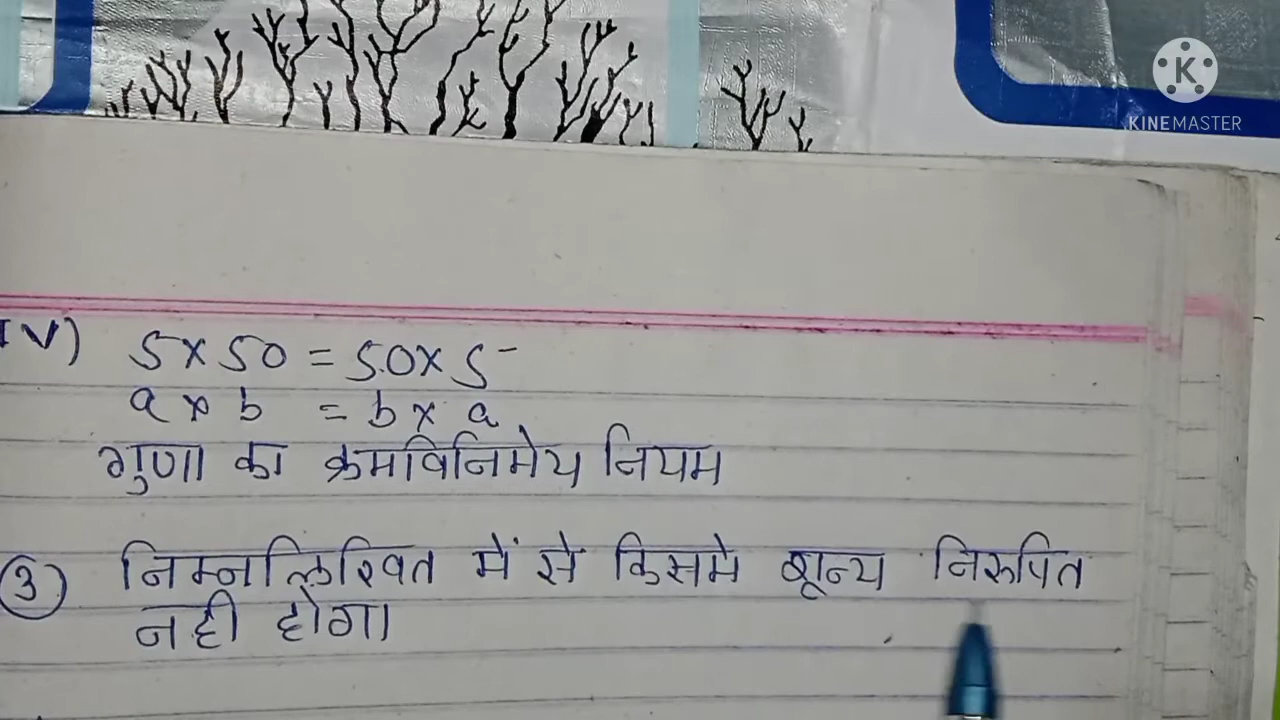 K
KINEMASTER
IV) 5 × 50 = 50 × 5
a × b = b × a
गुणा का क्रमविनिमेय नियम
③ निम्नलिखित में से किसमे शून्य निरुपित
नही होगा